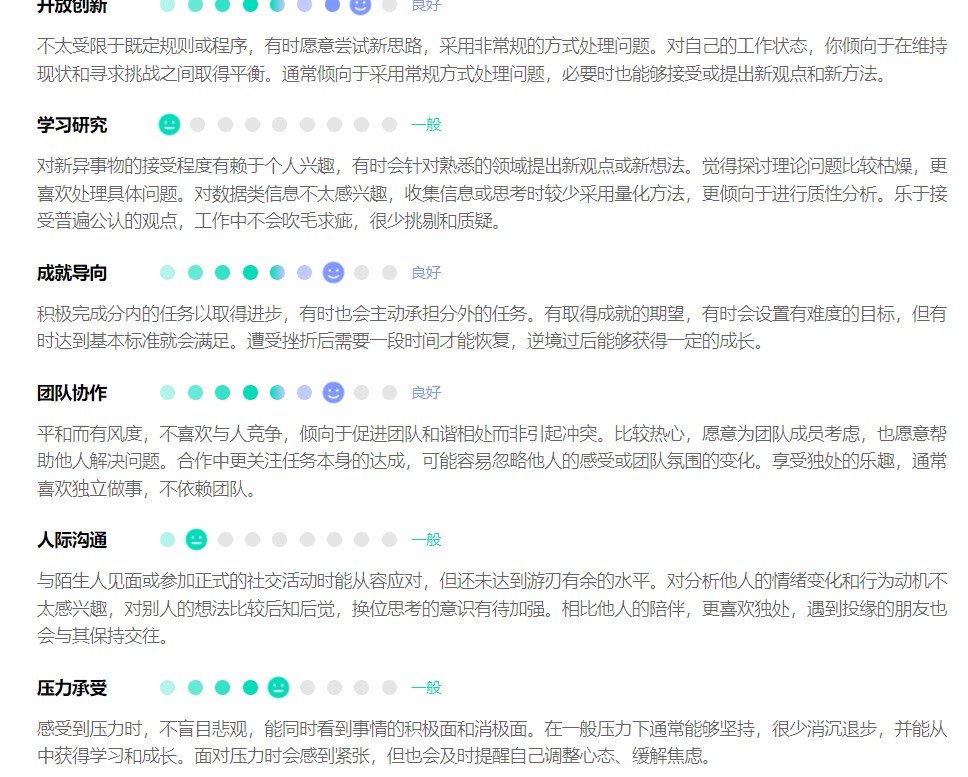 开放创新 良好
不太受限于既定规则或程序，有时愿意尝试新思路，采用非常规的方式处理问题。对自己的工作状态，你倾向于在维持
现状和寻求挑战之间取得平衡。通常倾向于采用常规方式处理问题，必要时也能够接受或提出新观点和新方法。
学习研究 一般
对新异事物的接受程度有赖于个人兴趣，有时会针对熟悉的领域提出新观点或新想法。觉得探讨理论问题比较枯燥，更
喜欢处理具体问题。对数据类信息不太感兴趣，收集信息或思考时较少采用量化方法，更倾向于进行质性分析。乐于接
受普遍公认的观点，工作中不会吹毛求疵，很少挑剔和质疑。
成就导向 良好
积极完成分内的任务以取得进步，有时也会主动承担分外的任务。有取得成就的期望，有时会设置有难度的目标，但有
时达到基本标准就会满足。遭受挫折后需要一段时间才能恢复，逆境过后能够获得一定的成长。
团队协作 良好
平和而有风度，不喜欢与人竞争，倾向于促进团队和谐相处而非引起冲突。比较热心，愿意为团队成员考虑，也愿意帮
助他人解决问题。合作中更关注任务本身的达成，可能容易忽略他人的感受或团队氛围的变化。享受独处的乐趣，通常
喜欢独立做事，不依赖团队。
人际沟通 一般
与陌生人见面或参加正式的社交活动时能从容应对，但还未达到游刃有余的水平。对分析他人的情绪变化和行为动机不
太感兴趣，对别人的想法比较后知后觉，换位思考的意识有待加强。相比他人的陪伴，更喜欢独处，遇到投缘的朋友也
会与其保持交往。
压力承受 一般
感受到压力时，不盲目悲观，能同时看到事情的积极面和消极面。在一般压力下通常能够坚持，很少消沉退步，并能从
中获得学习和成长。面对压力时会感到紧张，但也会及时提醒自己调整心态、缓解焦虑。